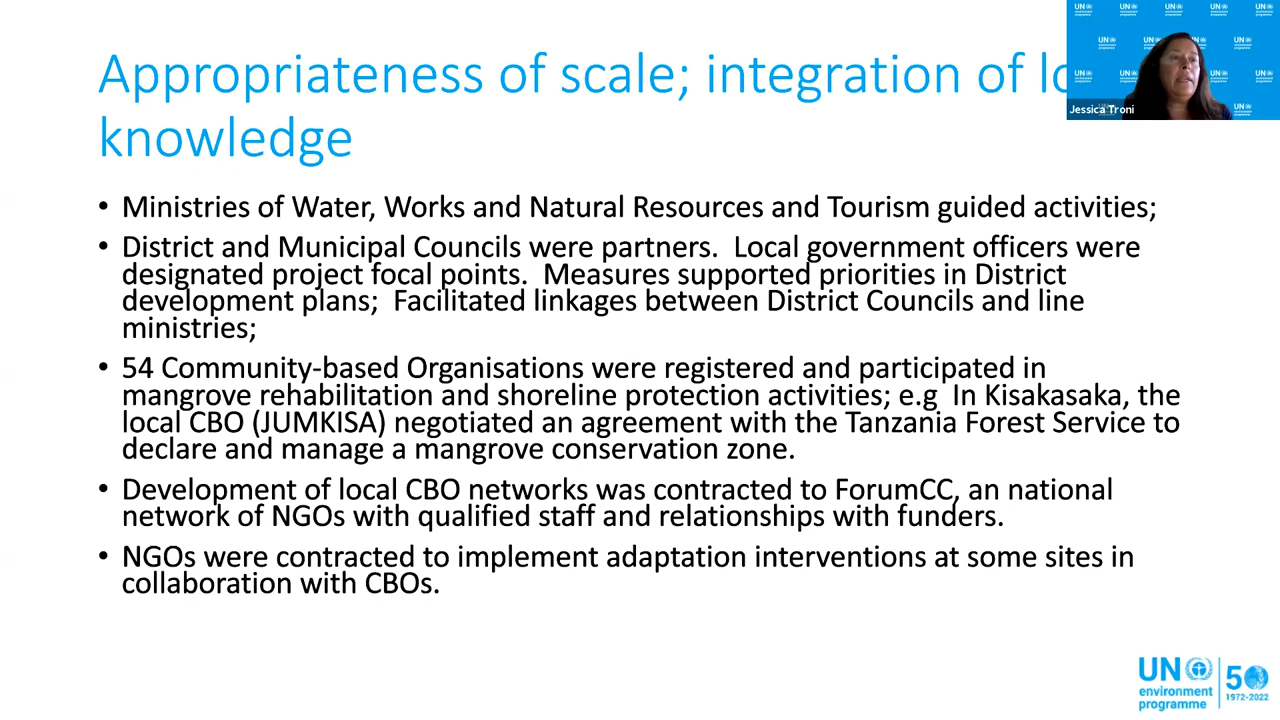 Appropriateness of scale; integration of lo
knowledge
Jessica Troni
• Ministries of Water, Works and Natural Resources and Tourism guided activities;
• District and Municipal Councils were partners.  Local government officers were
designated project focal points.  Measures supported priorities in District
development plans;  Facilitated linkages between District Councils and line
ministries;
• 54 Community-based Organisations were registered and participated in
mangrove rehabilitation and shoreline protection activities; e.g  In Kisakasaka, the
local CBO (JUMKISA) negotiated an agreement with the Tanzania Forest Service to
declare and manage a mangrove conservation zone.
• Development of local CBO networks was contracted to ForumCC, an national
network of NGOs with qualified staff and relationships with funders.
• NGOs were contracted to implement adaptation interventions at some sites in
collaboration with CBOs.
UN
environment
programme
50
1972-2022